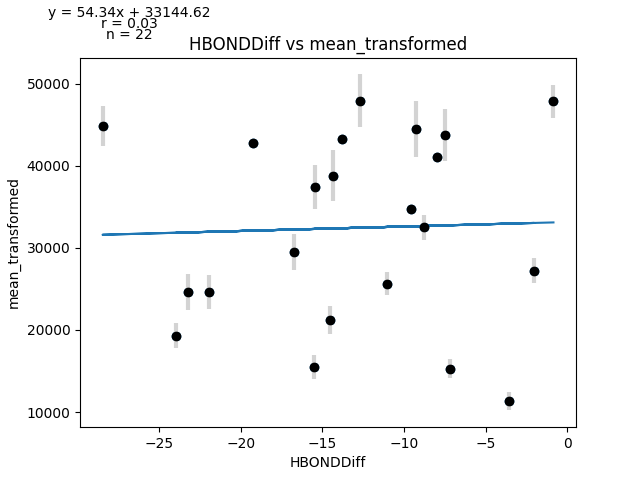 y = 54.34x + 33144.62
r = 0.03
n = 22
HBONDDiff vs mean_transformed
50000
40000
30000
20000
10000
mean_transformed
−25
−20
−15
−10
−5
0
HBONDDiff